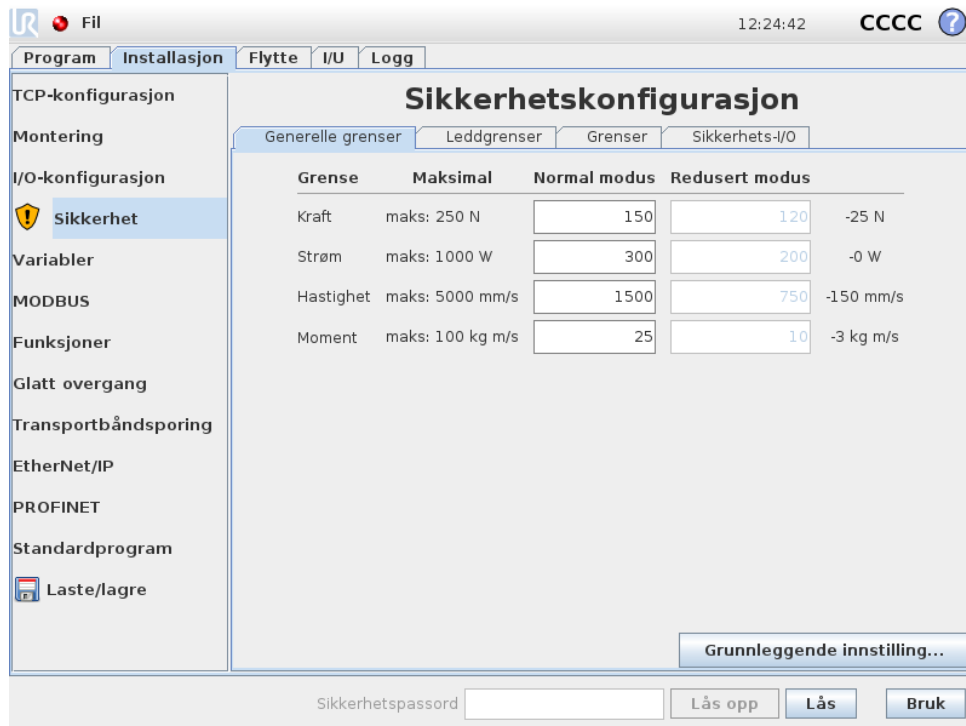 UR Fil 12:24:42 CCCC ?
Program Installasjon Flytte I/U Logg
TCP-konfigurasjon
Montering
I/O-konfigurasjon
Sikkerhet
Variabler
MODBUS
Funksjoner
Glatt overgang
Transportbåndsporing
EtherNet/IP
PROFINET
Standardprogram
Laste/lagre
Sikkerhetskonfigurasjon
Generelle grenser Leddgrenser Grenser Sikkerhets-I/O
Grense Maksimal Normal modus Redusert modus
Kraft maks: 250 N 150 120 -25 N
Strøm maks: 1000 W 300 200 -0 W
Hastighet maks: 5000 mm/s 1500 750 -150 mm/s
Moment maks: 100 kg m/s 25 10 -3 kg m/s
Grunnleggende innstilling...
Sikkerhetspassord Lås opp Lås Bruk